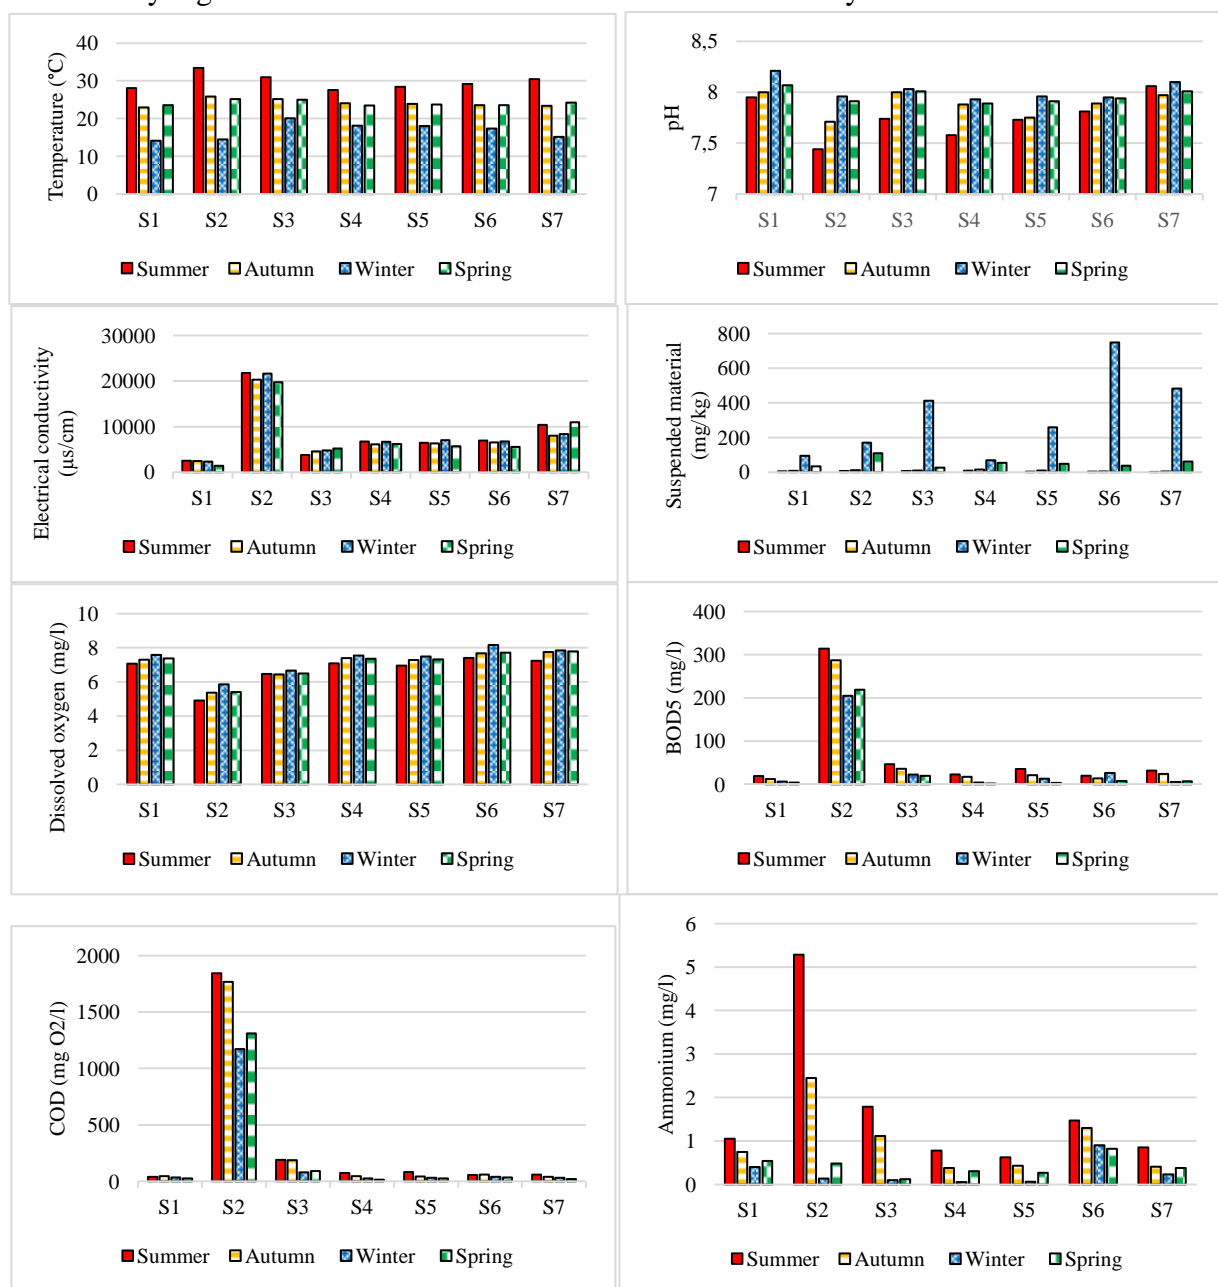 40
30
20
10
0
Temperature (°C)
S1 S2 S3 S4 S5 S6 S7
Summer Autumn Winter Spring
8,5
8
7,5
7
pH
S1 S2 S3 S4 S5 S6 S7
Summer Autumn Winter Spring
30000
20000
10000
0
Electrical conductivity
(µs/cm)
S1 S2 S3 S4 S5 S6 S7
Summer Autumn Winter Spring
800
600
400
200
0
Suspended material
(mg/kg)
S1 S2 S3 S4 S5 S6 S7
Summer Autumn Winter Spring
10
8
6
4
2
0
Dissolved oxygen (mg/l)
S1 S2 S3 S4 S5 S6 S7
Summer Autumn Winter Spring
400
300
200
100
0
BOD5 (mg/l)
S1 S2 S3 S4 S5 S6 S7
Summer Autumn Winter Spring
2000
1500
1000
500
0
COD (mg O2/l)
S1 S2 S3 S4 S5 S6 S7
Summer Autumn Winter Spring
6
5
4
3
2
1
0
Ammonium (mg/l)
S1 S2 S3 S4 S5 S6 S7
Summer Autumn Winter Spring